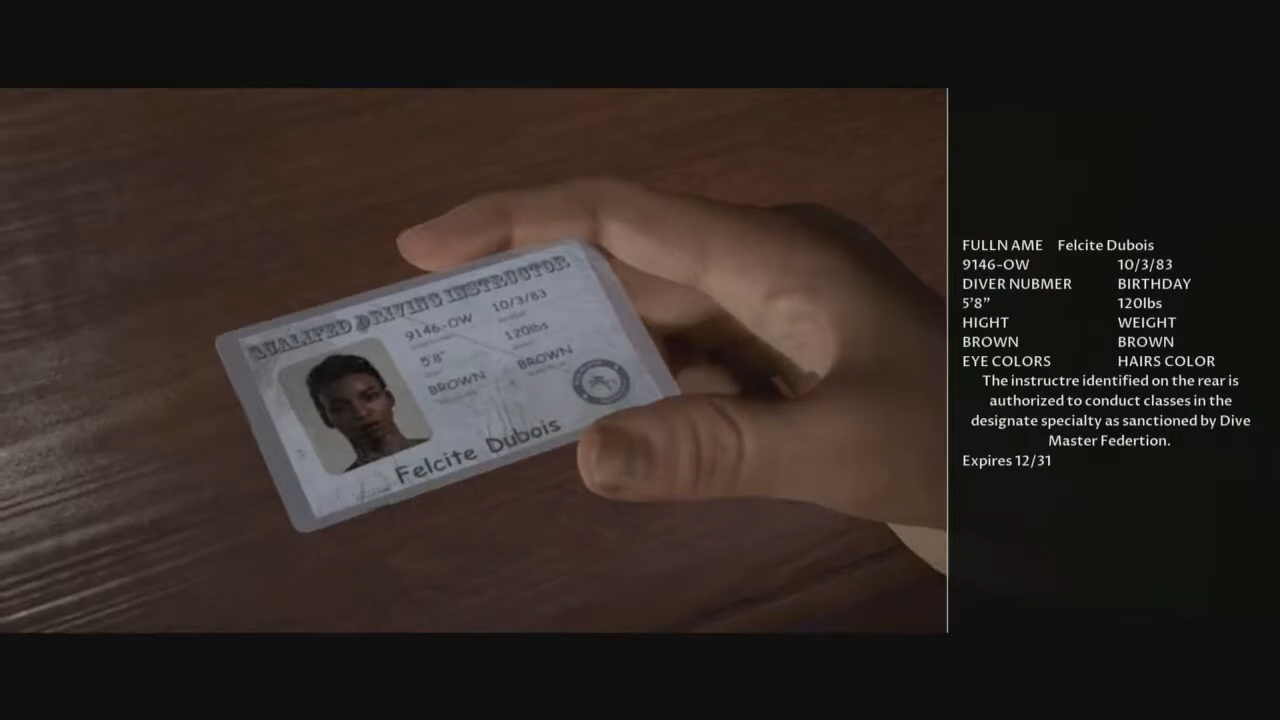 QUALIFED DRIVING INSTRUCTOR
9146-OW 10/3/83
5'8" 120lbs
BROWN BROWN
Felcite Dubois
FULLN AME Felcite Dubois
9146-OW 10/3/83
DIVER NUBMER BIRTHDAY
5'8” 120lbs
HIGHT WEIGHT
BROWN BROWN
EYE COLORS HAIRS COLOR
The instructre identified on the rear is
authorized to conduct classes in the
designate specialty as sanctioned by Dive
Master Federtion.
Expires 12/31